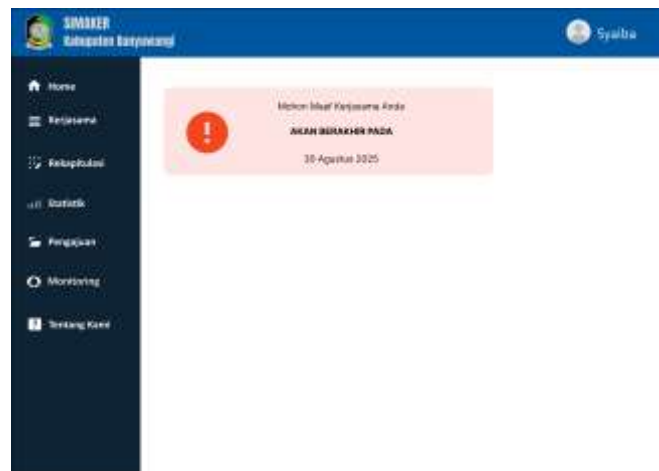 SIMAKER
Kabupaten Banyuwangi
Syaiba
Home
Kerjasama
Rekapitulasi
Statistik
Pengajuan
Monitoring
Tentang Kami
Mohon Maaf Kerjasama Anda
AKAN BERAKHIR PADA
30 Agustus 2025